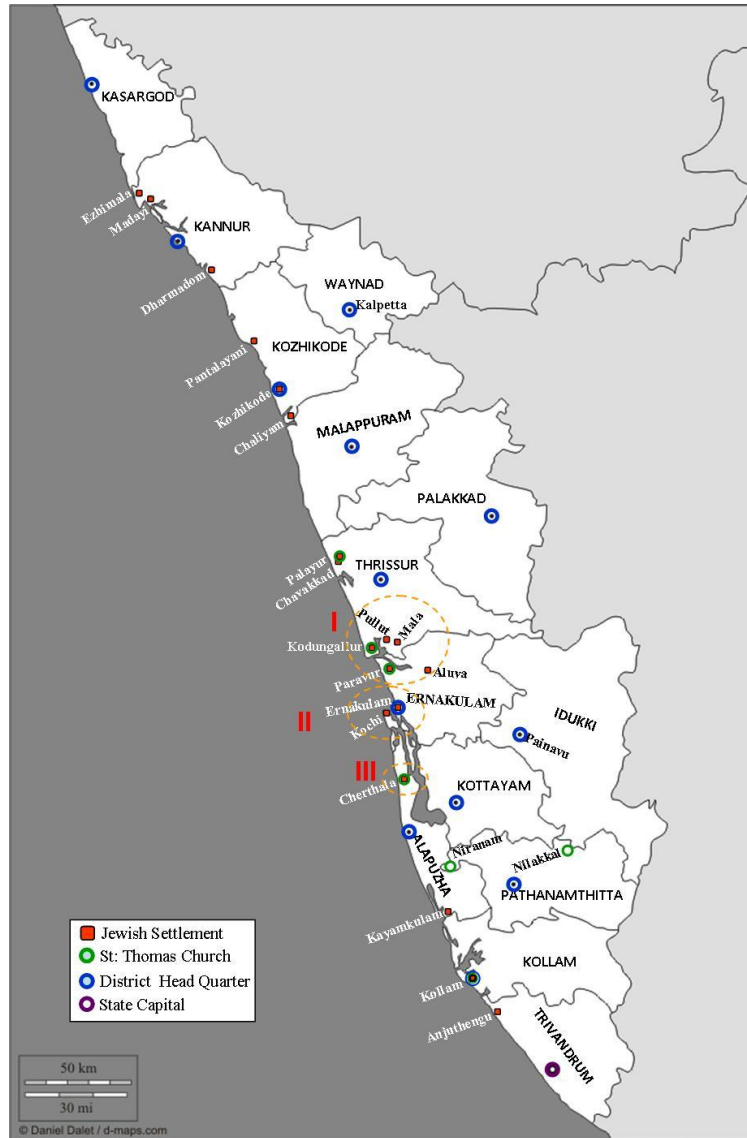 KASARGOD
Ezhimala
Madayi
KANNUR
Dharmadom
WAYNAD
Kalpetta
Pantalayani
KOZHIKODE
Kozhikode
Chaliyam
MALAPPURAM
PALAKKAD
Palayur
Chavakkad
THRISSUR
I
Pullut
Mala
Kodungallur
Paravur
Aluva
Ernakulam
ERNAKULAM
Kochi
II
IDUKKI
Painavu
III
Cherthala
KOTTAYAM
ALAPUZHA
Niranam
Nilakkal
PATHANAMTHITTA
Kayamkulam
KOLLAM
Kollam
Anjuthengu
TRIVANDRUM
Jewish Settlement
St: Thomas Church
District Head Quarter
State Capital
50 km
30 mi
© Daniel Dalet / d-maps.com